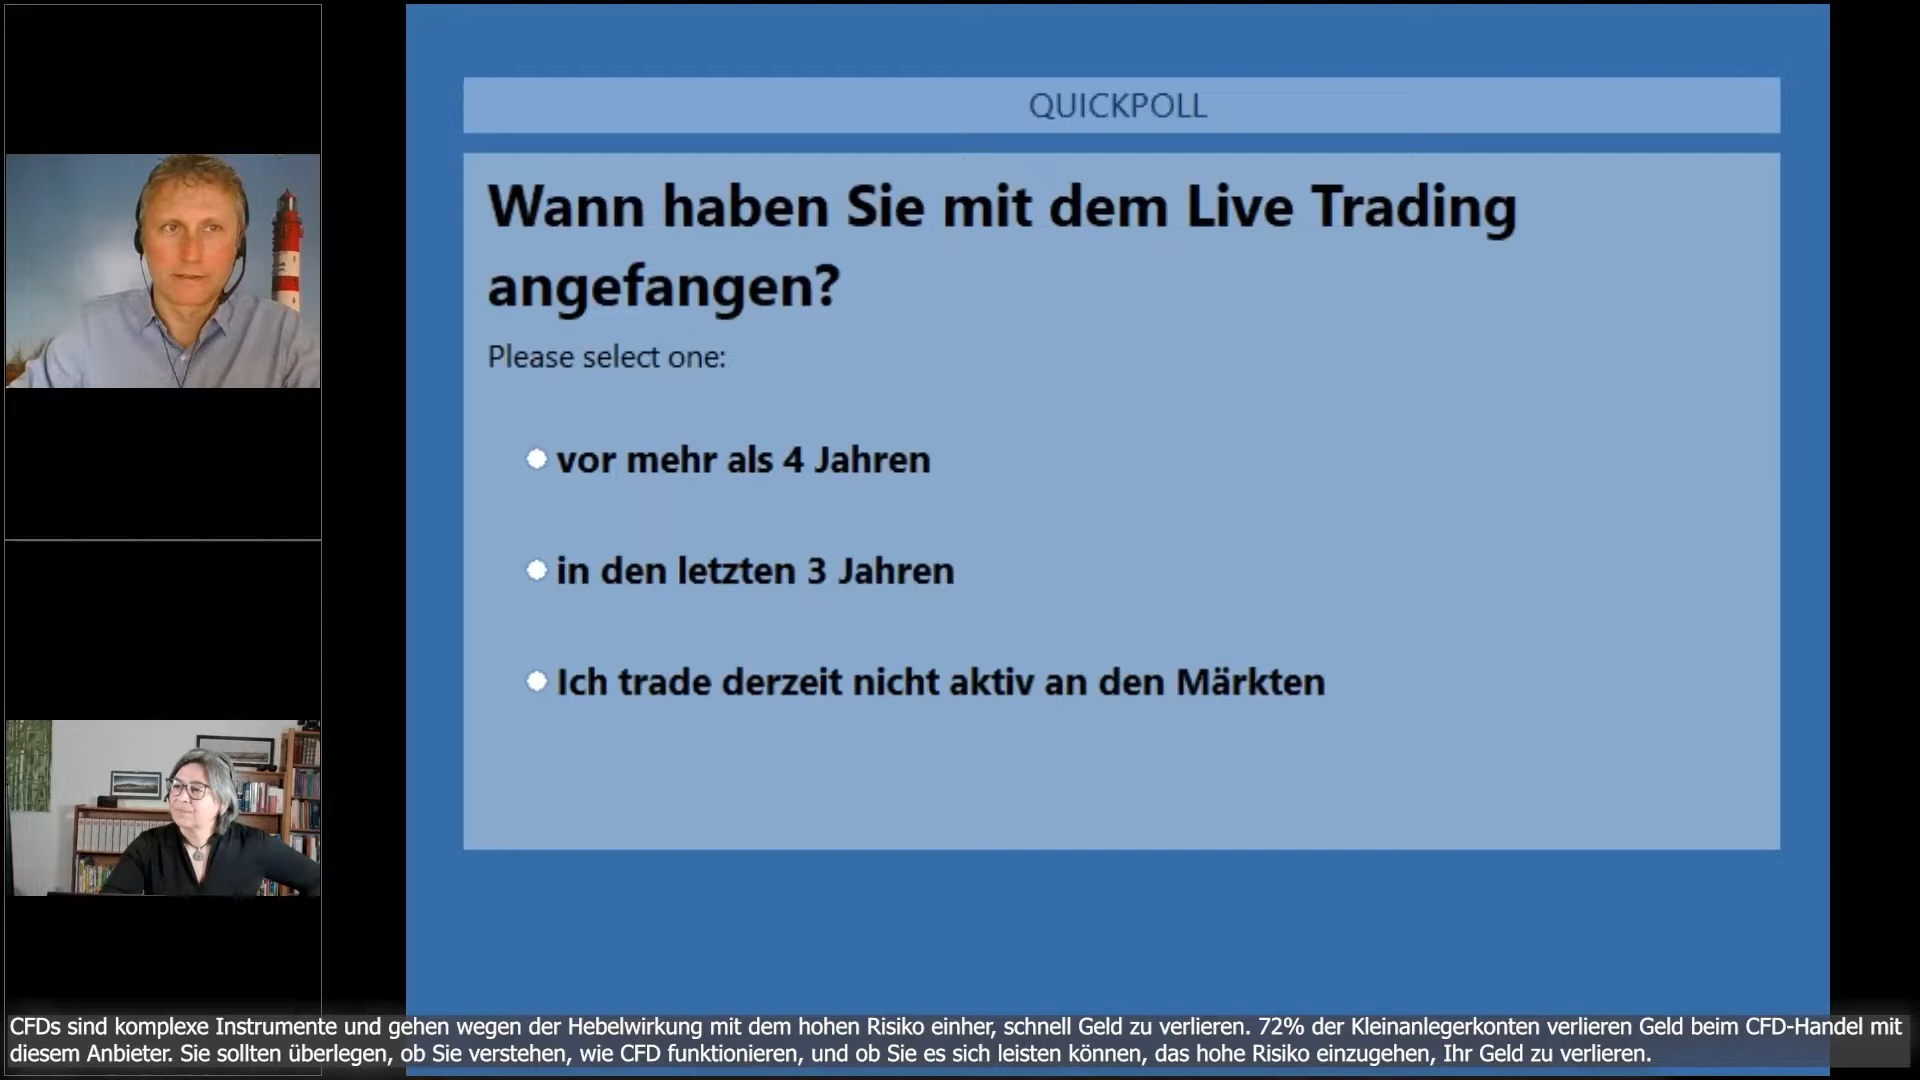 QUICKPOLL
Wann haben Sie mit dem Live Trading
angefangen?
Please select one:
vor mehr als 4 Jahren
in den letzten 3 Jahren
Ich trade derzeit nicht aktiv an den Märkten
CFDs sind komplexe Instrumente und gehen wegen der Hebelwirkung mit dem hohen Risiko einher, schnell Geld zu verlieren. 72% der Kleinanlegerkonten verlieren Geld beim CFD-Handel mit
diesem Anbieter. Sie sollten überlegen, ob Sie verstehen, wie CFD funktionieren, und ob Sie es sich leisten können, das hohe Risiko einzugehen, Ihr Geld zu verlieren.